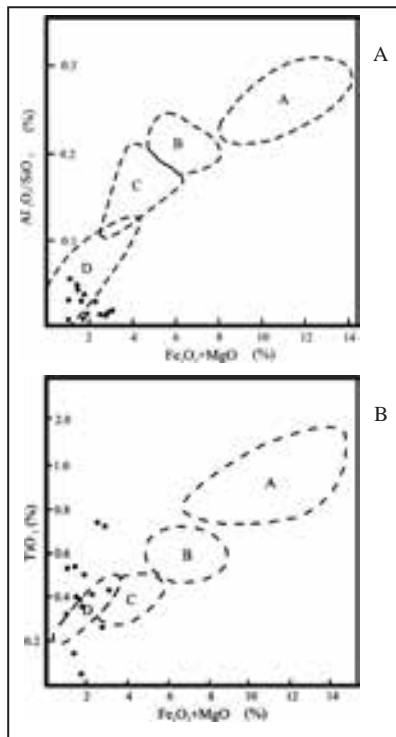 A
0.3
A
0.2
B
C
0.1
D
Al₂O₃/SiO₂ (%)
2 4 6 8 10 12 14
Fe₂O₃+MgO (%)
B
2.0
1.0
A
0.8
0.6
B
0.4
C
D
0.2
TiO₂(%)
0 2 4 6 8 10 12 14
Fe₂O₃+MgO (%)